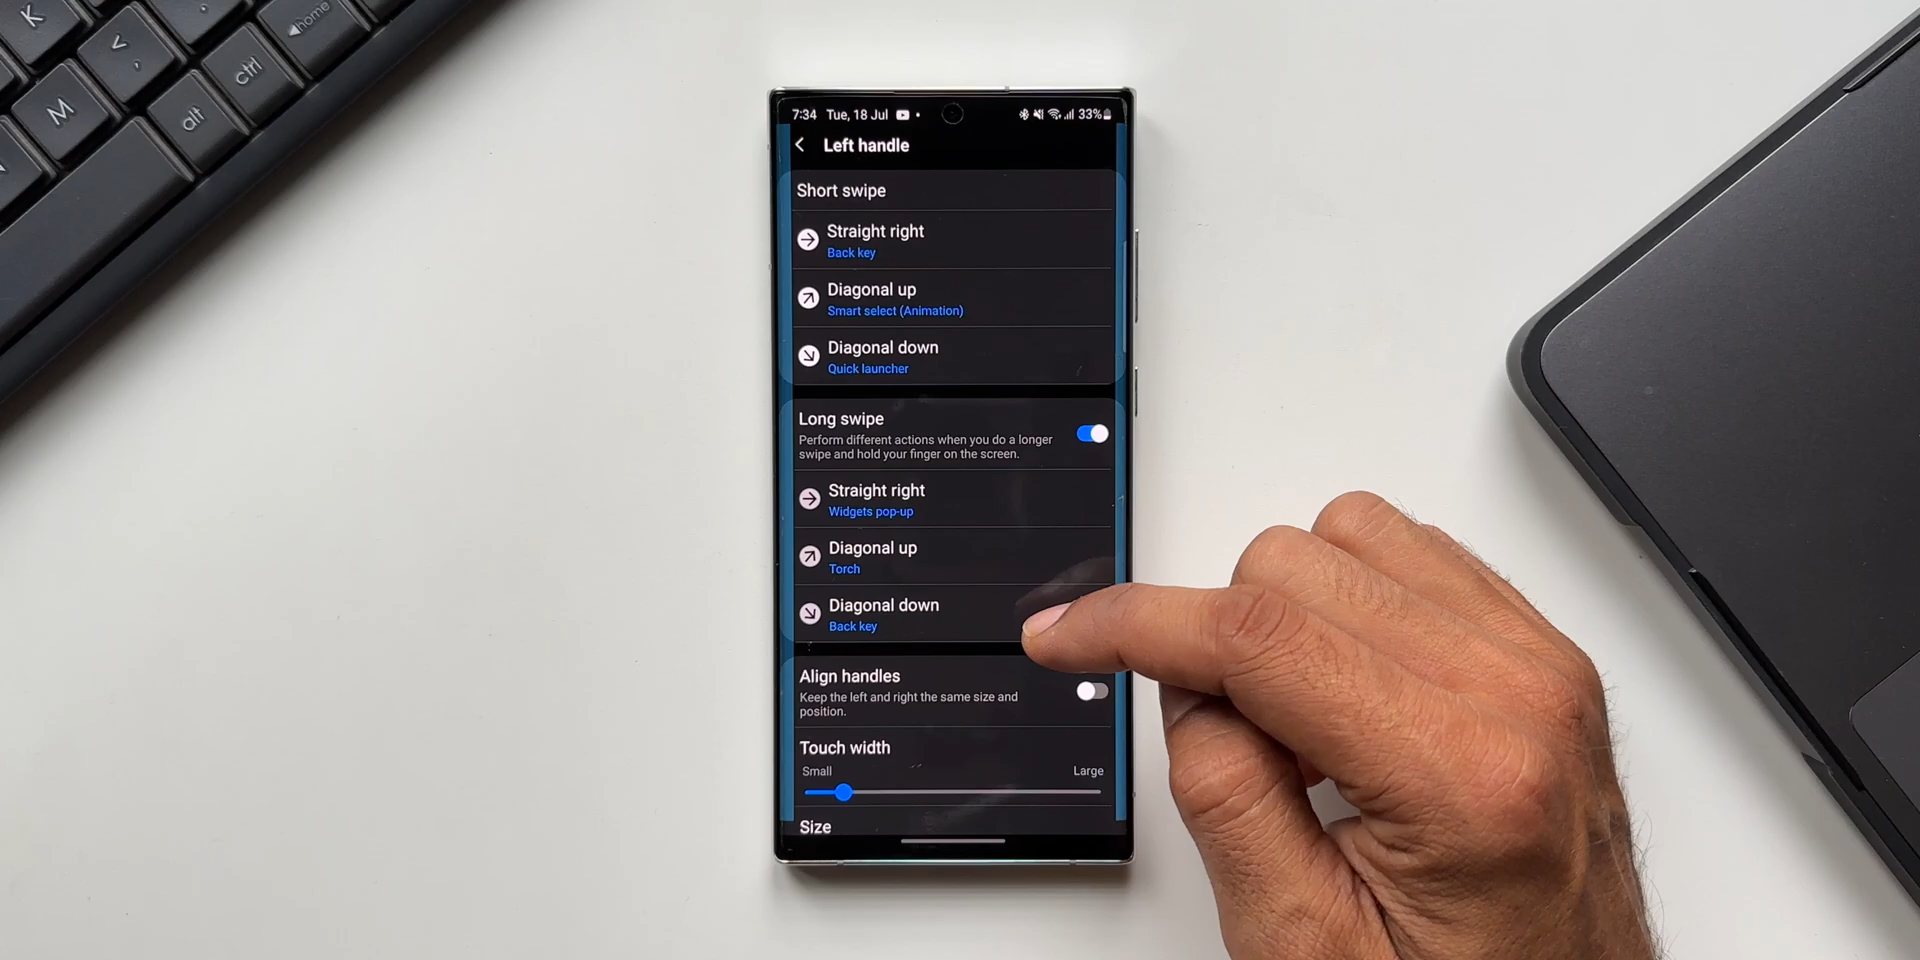 K
<
,
home
M
alt
ctrl
7:34 Tue, 18 Jul
33%
Left handle
Short swipe
Straight right
Back key
Diagonal up
Smart select (Animation)
Diagonal down
Quick launcher
Long swipe
Perform different actions when you do a longer
swipe and hold your finger on the screen.
Straight right
Widgets pop-up
Diagonal up
Torch
Diagonal down
Back key
Align handles
Keep the left and right the same size and
position.
Touch width
Small Large
Size